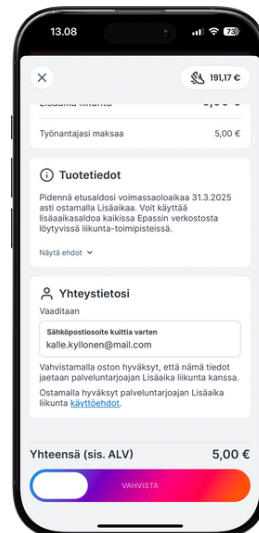 13.08
73
191,17 €
Lisäaika liikunta
Työnantajasi maksaa 5,00 €
Tuotetiedot
Pidennä etusaldosi voimassaoloaikaa 31.3.2025
asti ostamalla Lisäaikaa. Voit käyttää
lisäaikasaldoa kaikissa Epassin verkostosta
löytyvissä liikunta-toimipisteissä.
Näytä ehdot
Yhteystietosi
Vaaditaan
Sähköpostiosoite kuittia varten
kalle.kyllonen@mail.com
Vahvistamalla oston hyväksyt, että nämä tiedot
jaetaan palveluntarjoajan Lisäaika liikunta kanssa.
Ostamalla hyväksyt palveluntarjoajan Lisäaika
liikunta käyttöehdot.
Yhteensä (sis. ALV) 5,00 €
VAHVISTA